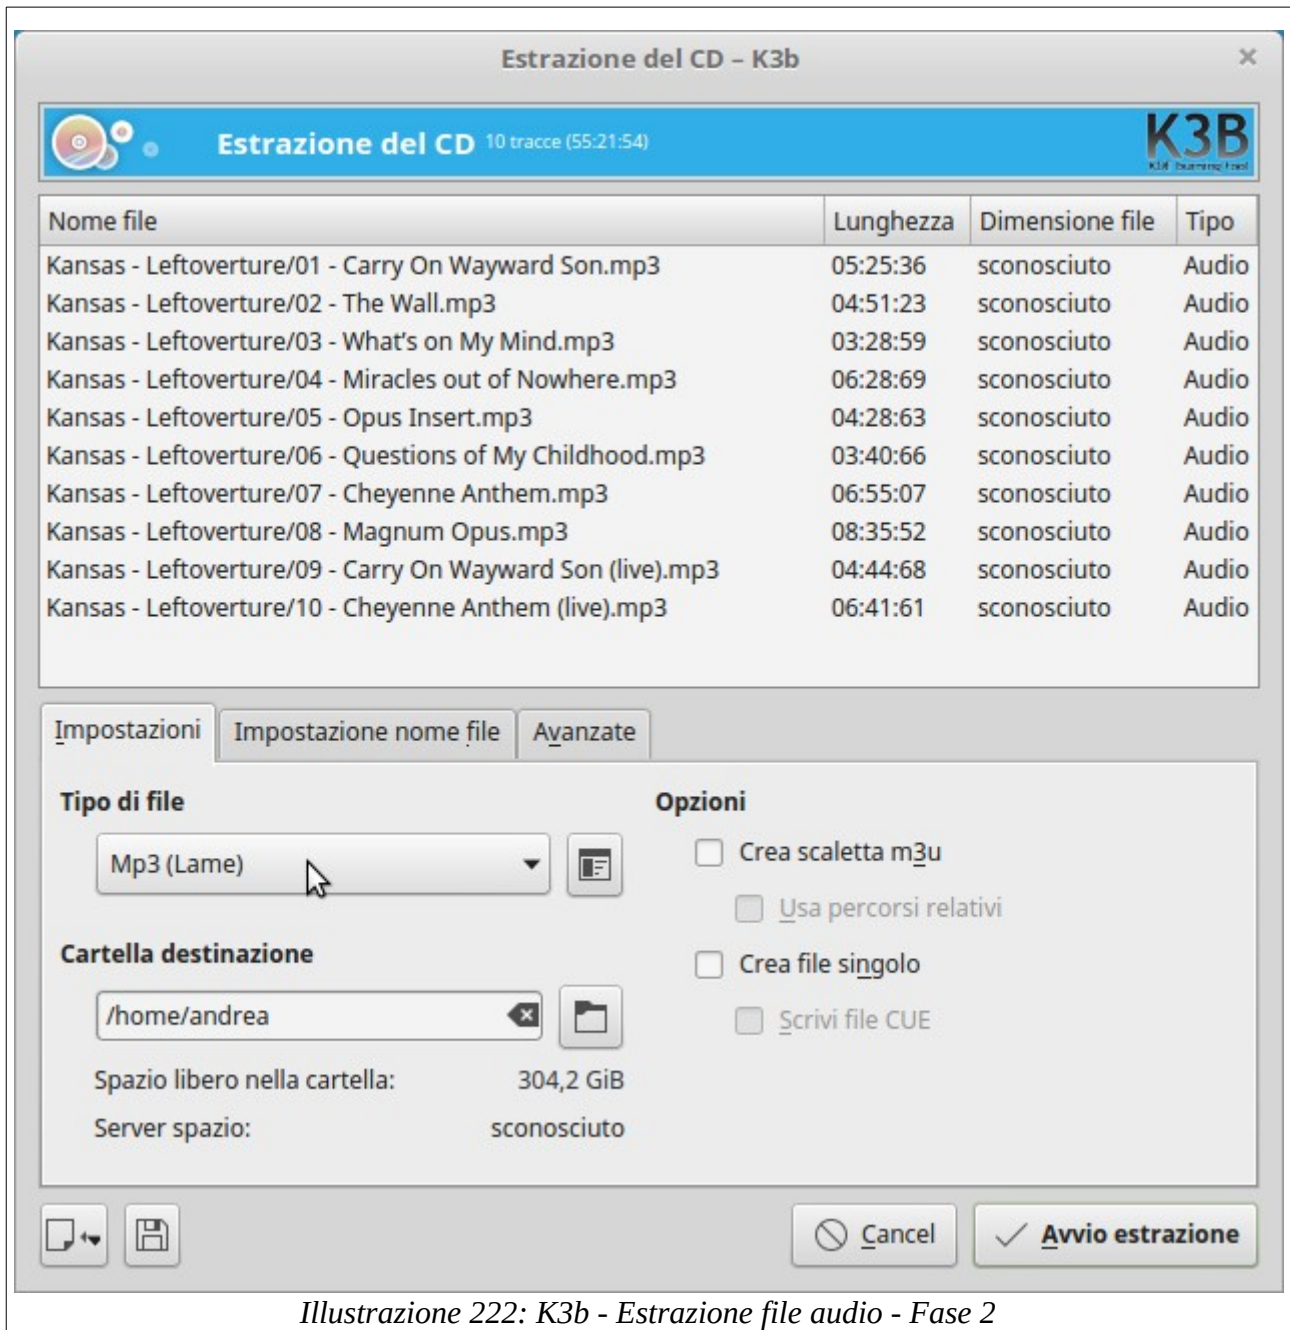 Estrazione del CD – K3b
Estrazione del CD 10 tracce (55:21:54)
K3B
Nome file Lunghezza Dimensione file Tipo
Kansas - Leftoverture/01 - Carry On Wayward Son.mp3 05:25:36 sconosciuto Audio
Kansas - Leftoverture/02 - The Wall.mp3 04:51:23 sconosciuto Audio
Kansas - Leftoverture/03 - What's on My Mind.mp3 03:28:59 sconosciuto Audio
Kansas - Leftoverture/04 - Miracles out of Nowhere.mp3 06:28:69 sconosciuto Audio
Kansas - Leftoverture/05 - Opus Insert.mp3 04:28:63 sconosciuto Audio
Kansas - Leftoverture/06 - Questions of My Childhood.mp3 03:40:66 sconosciuto Audio
Kansas - Leftoverture/07 - Cheyenne Anthem.mp3 06:55:07 sconosciuto Audio
Kansas - Leftoverture/08 - Magnum Opus.mp3 08:35:52 sconosciuto Audio
Kansas - Leftoverture/09 - Carry On Wayward Son (live).mp3 04:44:68 sconosciuto Audio
Kansas - Leftoverture/10 - Cheyenne Anthem (live).mp3 06:41:61 sconosciuto Audio
Impostazioni Impostazione nome file Avanzate
Tipo di file Opzioni
Mp3 (Lame) Crea scaletta m3u
Usa percorsi relativi
Cartella destinazione Crea file singolo
/home/andrea Scrivi file CUE
Spazio libero nella cartella: 304,2 GiB
Server spazio: sconosciuto
Cancel Avvio estrazione
Illustrazione 222: K3b - Estrazione file audio - Fase 2